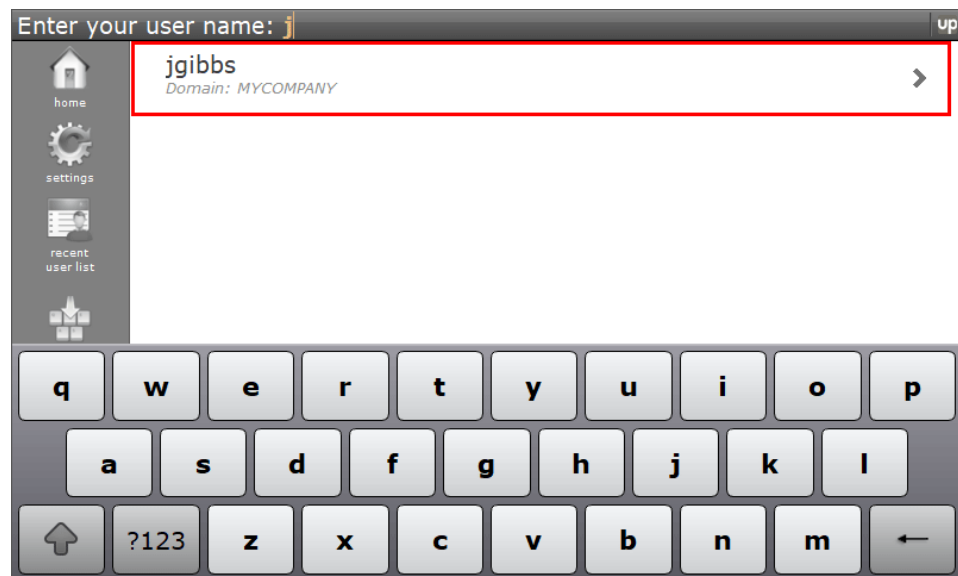 Enter your user name: j
up
home
jgibbs
Domain: MYCOMPANY
settings
recent
user list
q w e r t y u i o p
a s d f g h j k l
?123 z x c v b n m